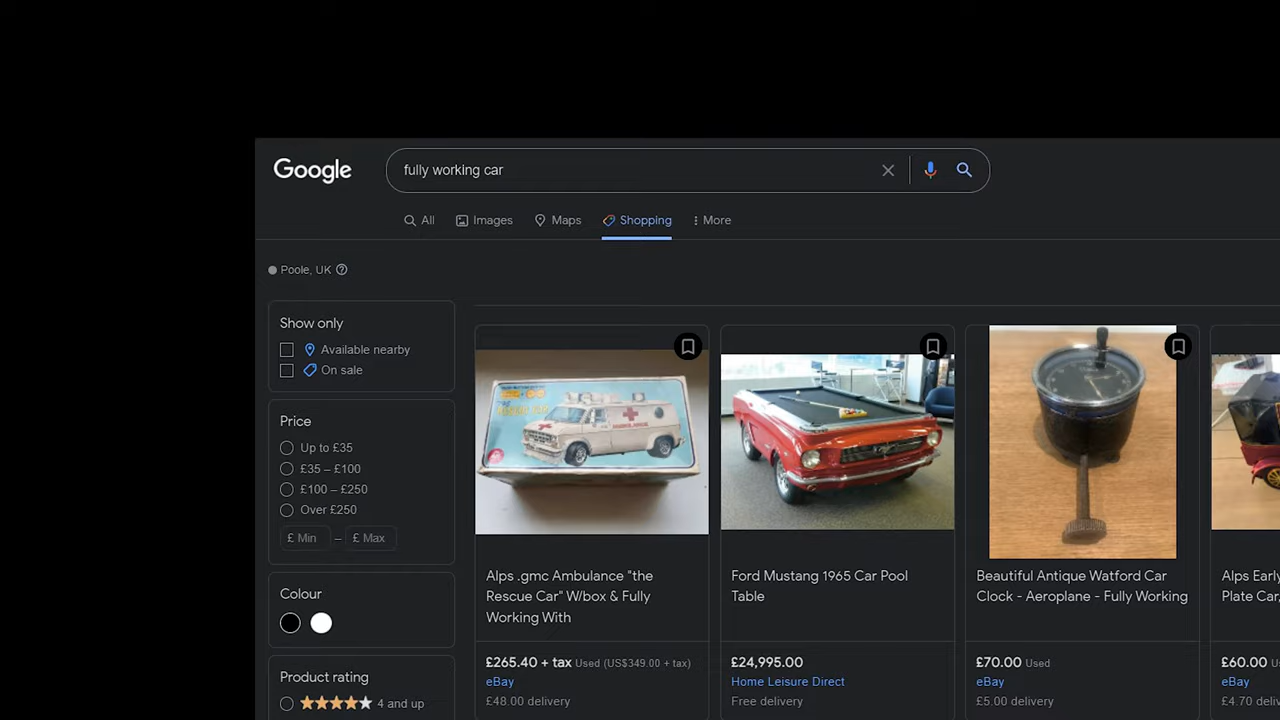 Google
fully working car
All
Images
Maps
Shopping
More
Poole, UK
Show only
Available nearby
On sale
Price
Up to £35
£35 – £100
£100 – £250
Over £250
£ Min – £ Max
Colour
Product rating
4 and up
Alps .gmc Ambulance "the
Rescue Car" W/box & Fully
Working With
£265.40 + tax Used (US$349.00 + tax)
eBay
£48.00 delivery
Ford Mustang 1965 Car Pool
Table
£24,995.00
Home Leisure Direct
Free delivery
Beautiful Antique Watford Car
Clock - Aeroplane - Fully Working
£70.00 Used
eBay
£5.00 delivery
Alps Early
Plate Car,
£60.00
eBay
£4.70